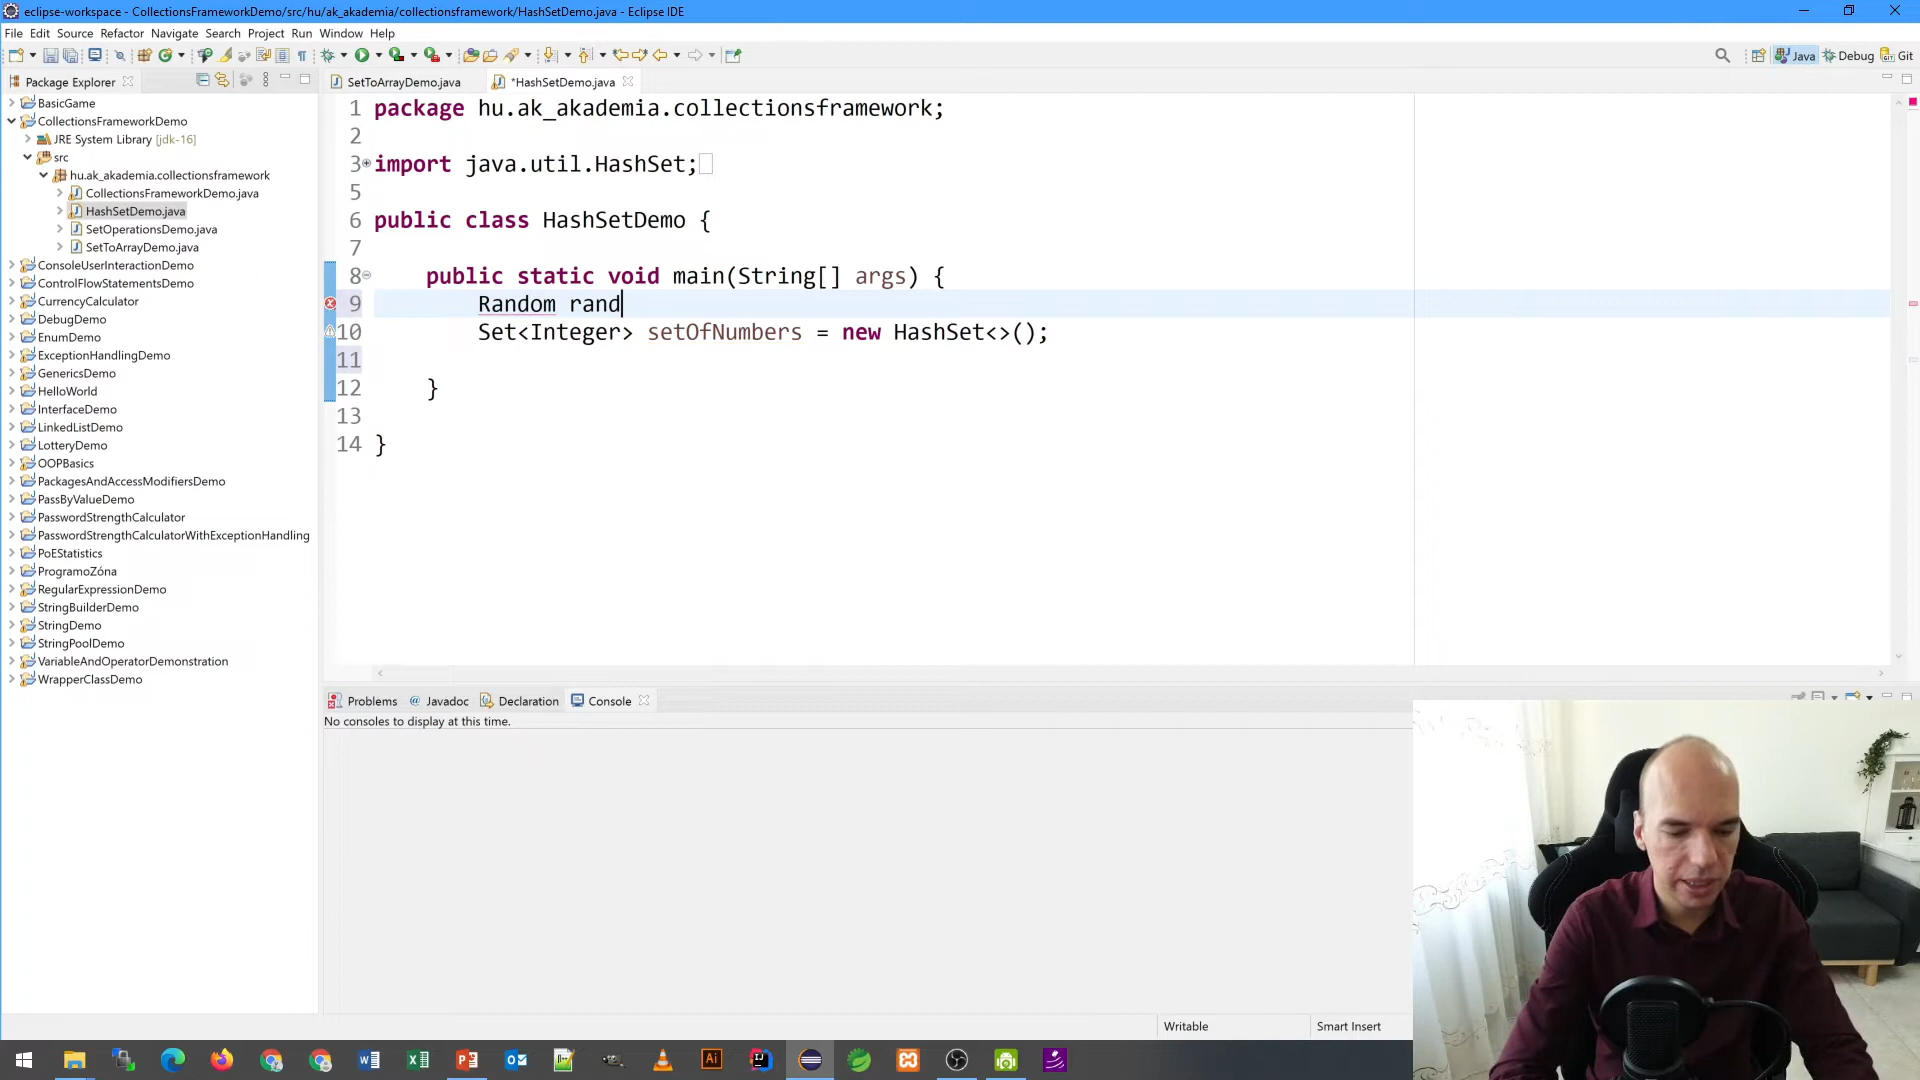 eclipse-workspace - CollectionsFrameworkDemo/src/hu/ak_akademia/collectionsframework/HashSetDemo.java - Eclipse IDE
File Edit Source Refactor Navigate Search Project Run Window Help
Java Debug Git
Package Explorer
SetToArrayDemo.java *HashSetDemo.java
BasicGame
CollectionsFrameworkDemo
JRE System Library [jdk-16]
src
hu.ak_akademia.collectionsframework
CollectionsFrameworkDemo.java
HashSetDemo.java
SetOperationsDemo.java
SetToArrayDemo.java
ConsoleUserInteractionDemo
ControlFlowStatementsDemo
CurrencyCalculator
DebugDemo
EnumDemo
ExceptionHandlingDemo
GenericsDemo
HelloWorld
InterfaceDemo
LinkedListDemo
LotteryDemo
OOPBasics
PackagesAndAccessModifiersDemo
PassByValueDemo
PasswordStrengthCalculator
PasswordStrengthCalculatorWithExceptionHandling
PoEStatistics
ProgramoZóna
RegularExpressionDemo
StringBuilderDemo
StringDemo
StringPoolDemo
VariableAndOperatorDemonstration
WrapperClassDemo
1 package hu.ak_akademia.collectionsframework;
2
3 import java.util.HashSet;
5
6 public class HashSetDemo {
7
8 public static void main(String[] args) {
9 Random rand
10 Set<Integer> setOfNumbers = new HashSet<>();
11
12 }
13
14 }
Problems Javadoc Declaration Console
No consoles to display at this time.
Writable Smart Insert